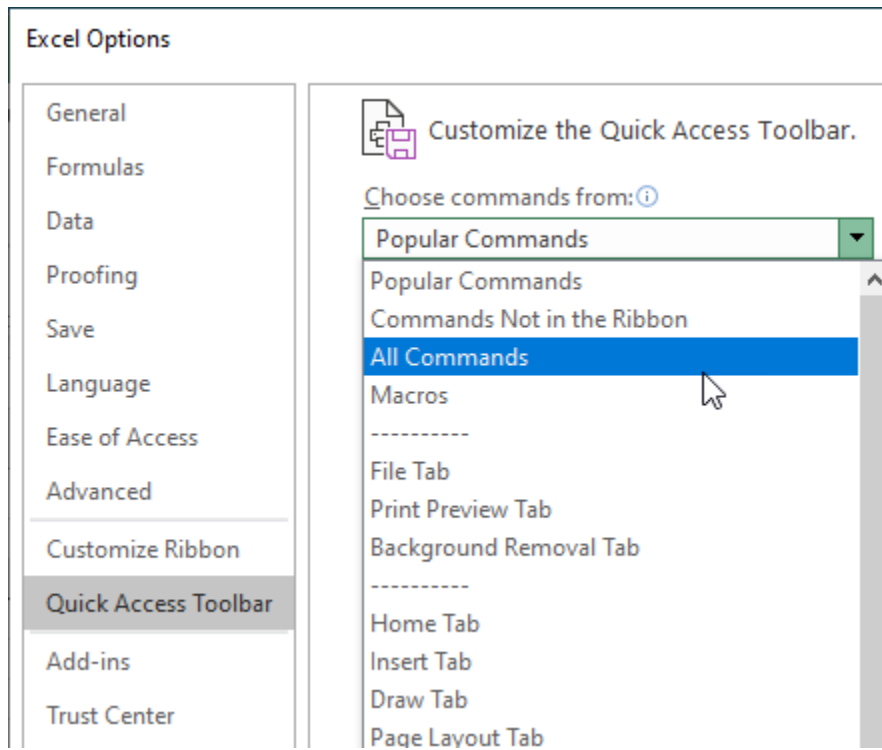 Excel Options
General
Formulas
Data
Proofing
Save
Language
Ease of Access
Advanced
Customize Ribbon
Quick Access Toolbar
Add-ins
Trust Center
Customize the Quick Access Toolbar.
Choose commands from:
Popular Commands
Popular Commands
Commands Not in the Ribbon
All Commands
Macros
----------
File Tab
Print Preview Tab
Background Removal Tab
----------
Home Tab
Insert Tab
Draw Tab
Page Layout Tab